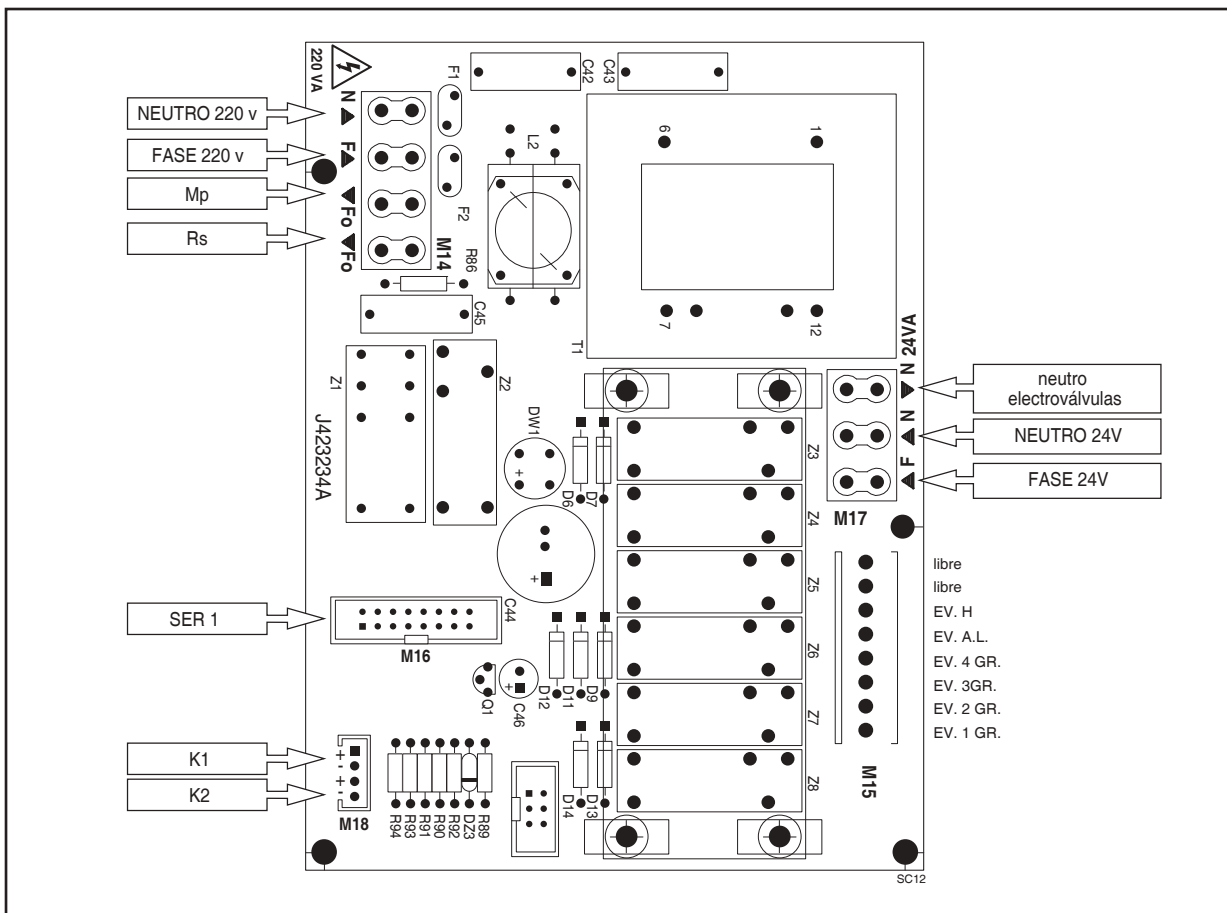 220 VA
N
F
Fo
Fo
NEUTRO 220 v
FASE 220 v
Mp
Rs
M14
F1
F2
C42
C43
L2
R86
C45
6
1
7
12
T1
Z1
Z2
J423234A
DW1
+
D6
D7
+
Z3
Z4
Z5
Z6
Z7
Z8
N 24VA
N
F
neutro
electroválvulas
NEUTRO 24V
FASE 24V
M17
libre
libre
EV. H
EV. A.L.
EV. 4 GR.
EV. 3GR.
EV. 2 GR.
EV. 1 GR.
M15
SER 1
C44
M16
Q1
+
C46
D12
D11
D9
K1
K2
+
-
+
-
M18
R94
R93
R91
R90
R92
DZ3
R89
D14
D13
SC12